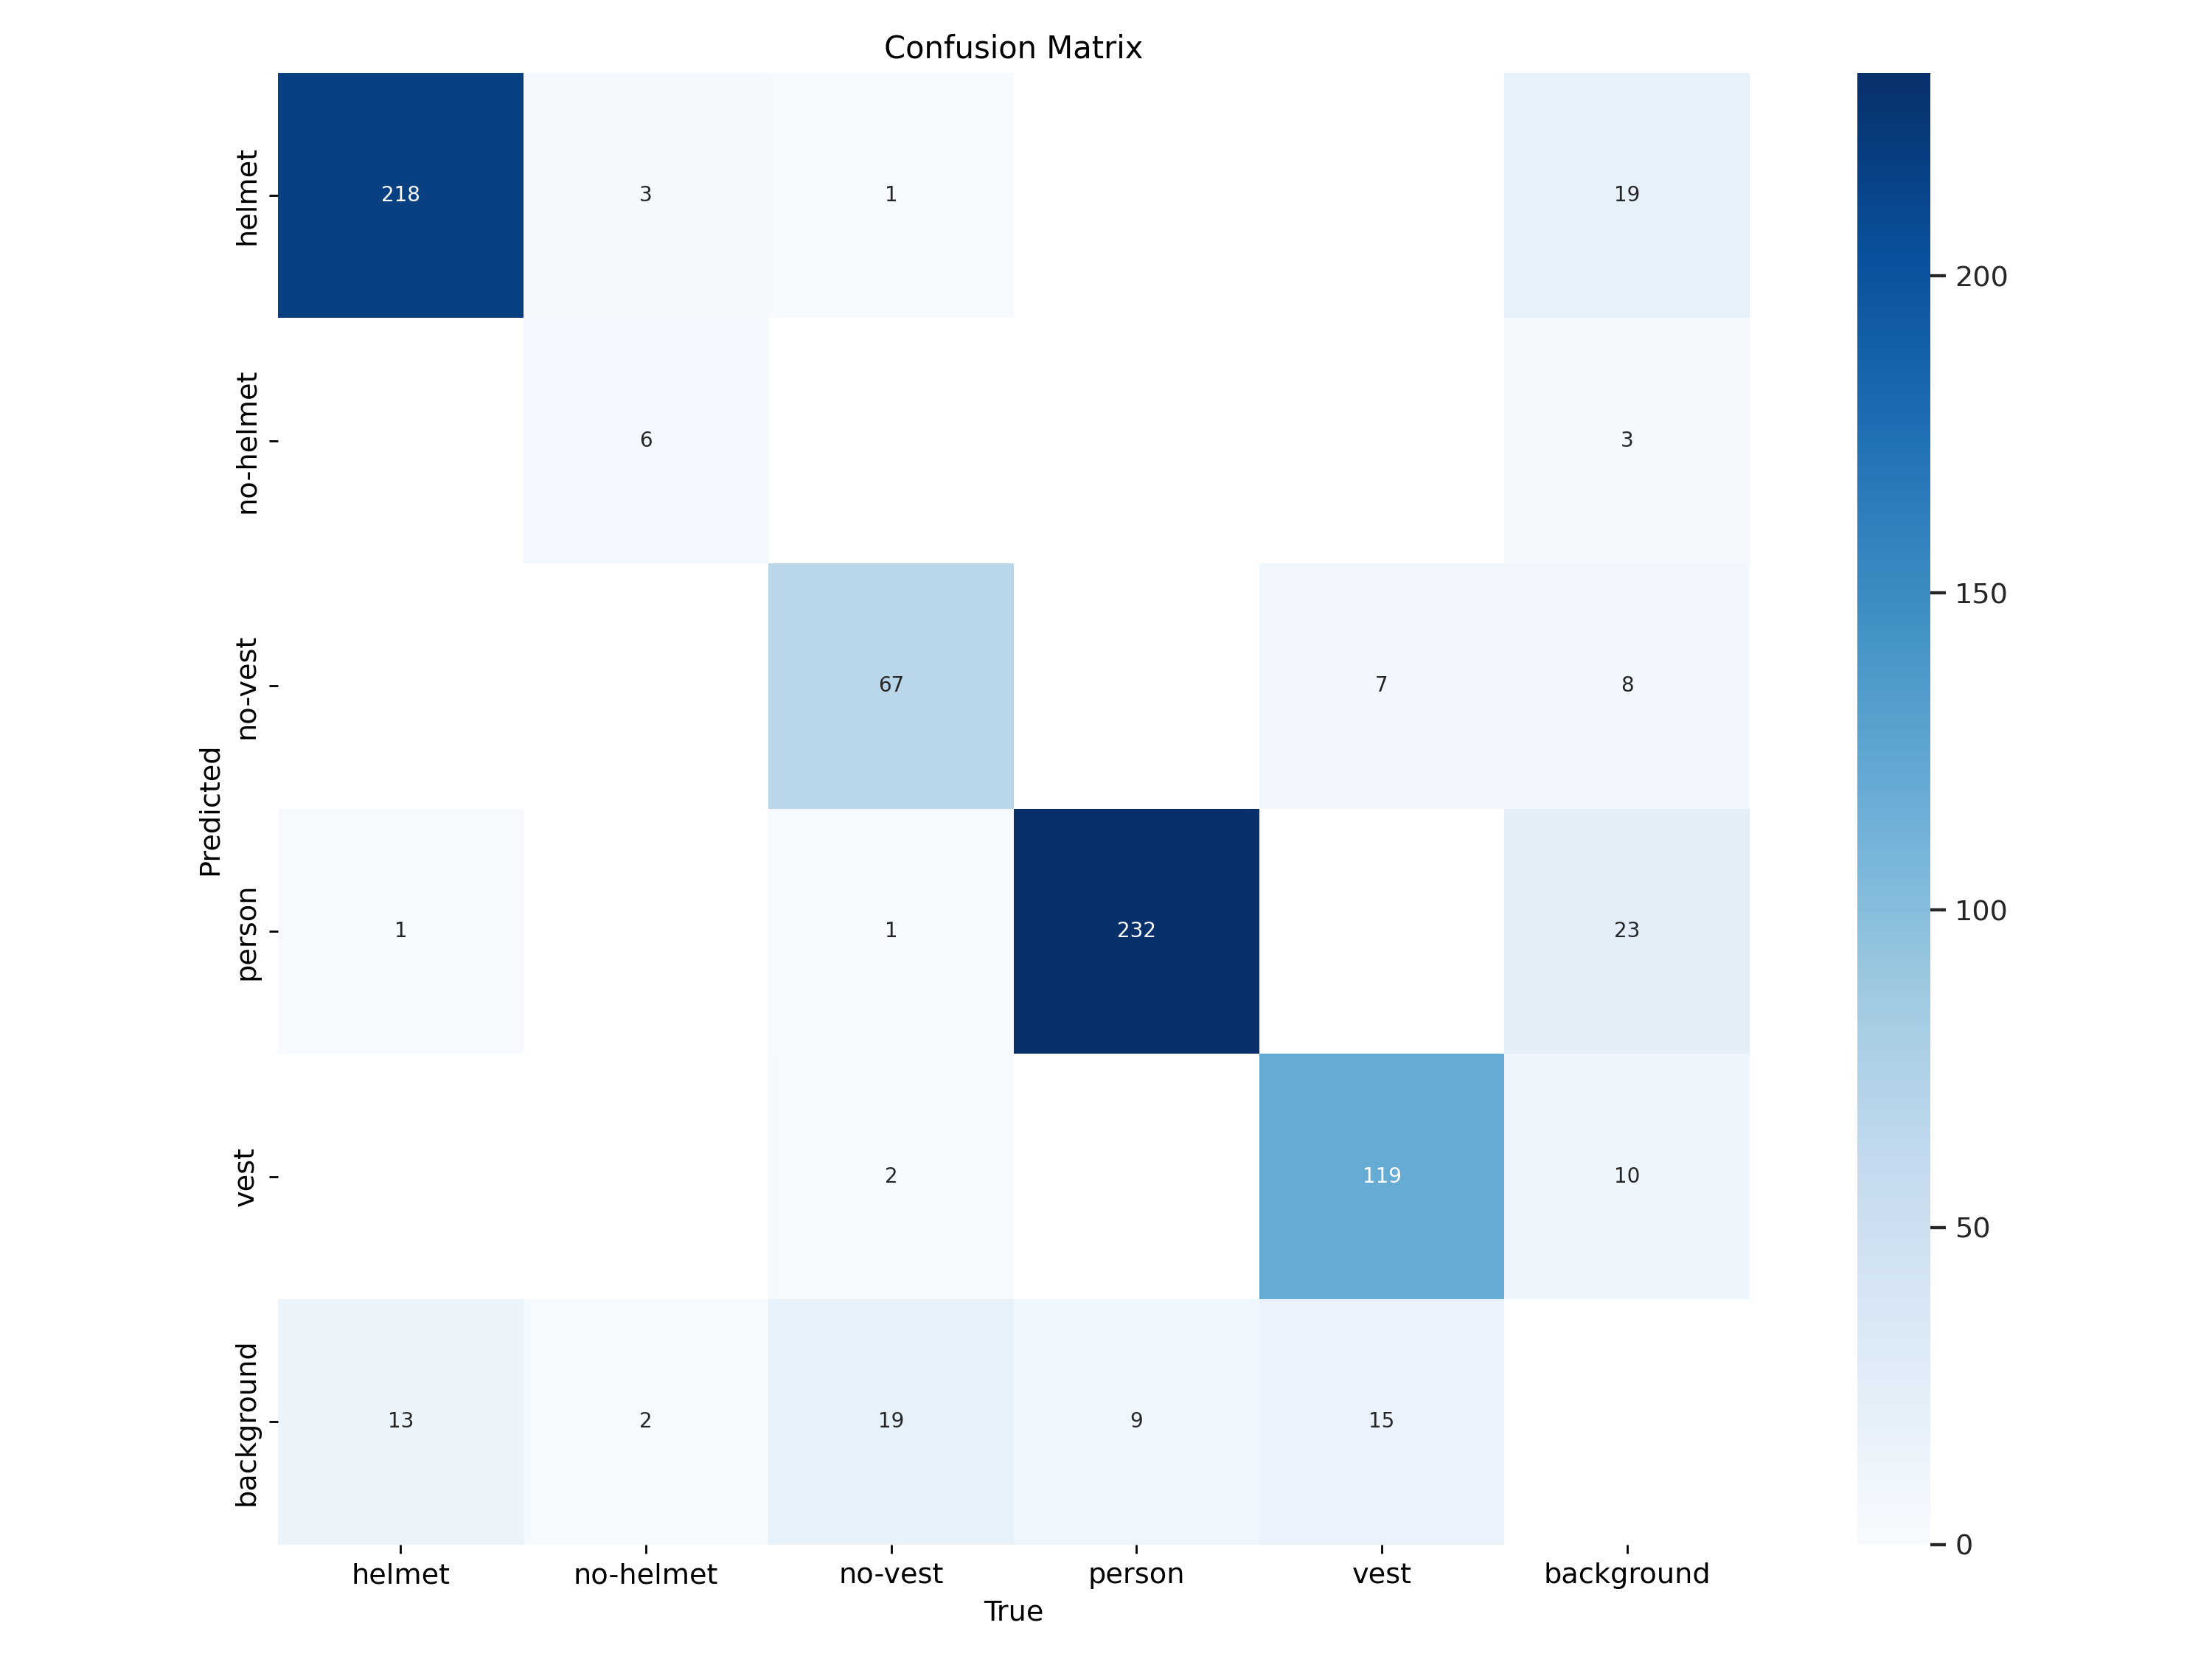 Confusion Matrix
helmet 218 3 1 19
no-helmet 6 3
no-vest 67 7 8
person 1 1 232 23
vest 2 119 10
background 13 2 19 9 15
helmet no-helmet no-vest person vest background
True
Predicted
200
150
100
50
0